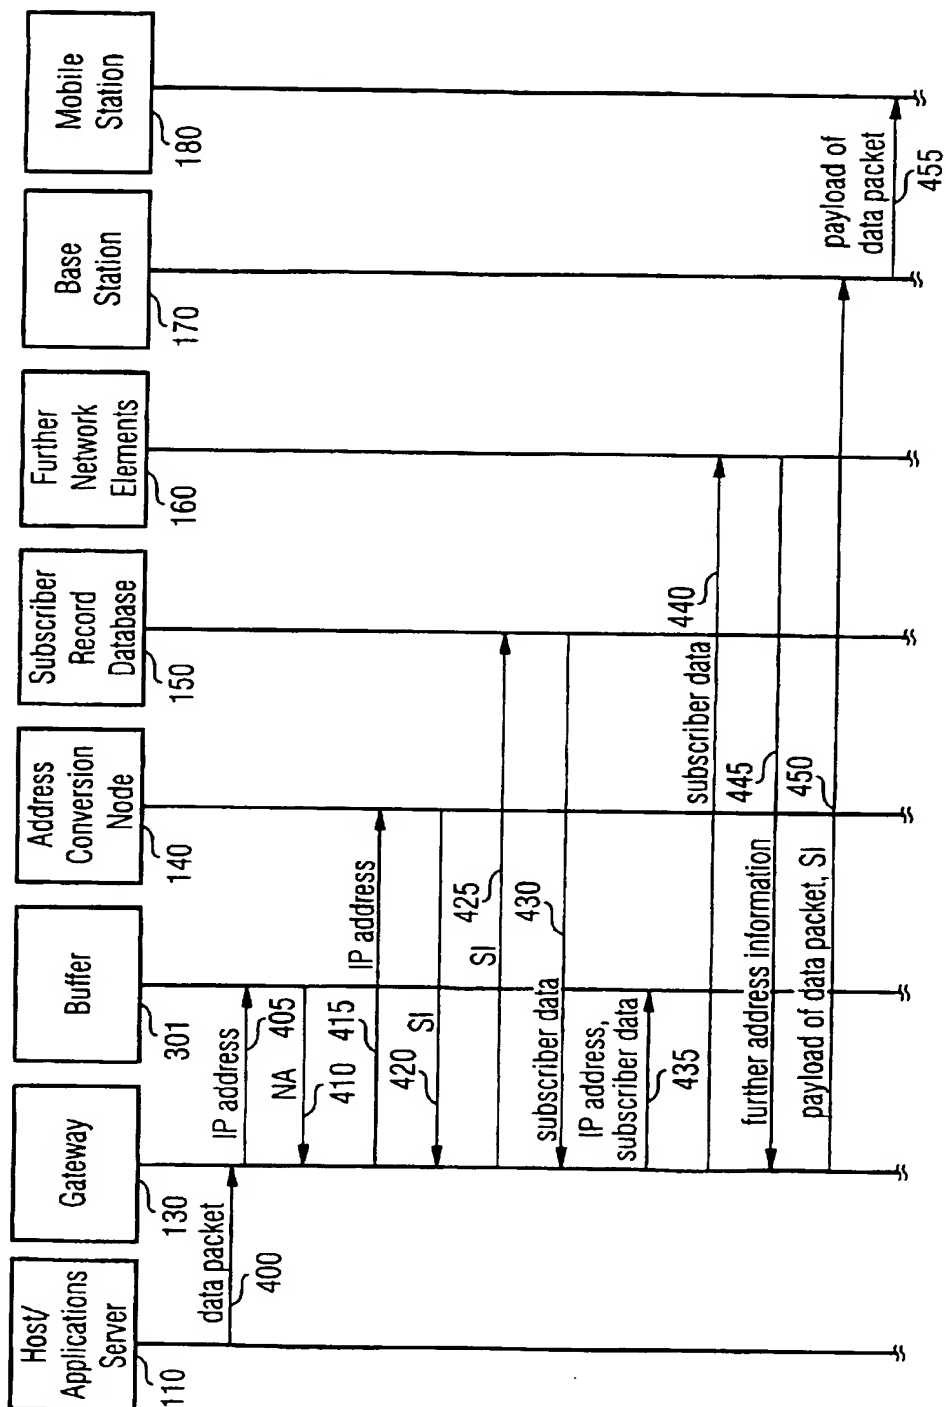 Host/
Applications
Server
110
Gateway
130
Buffer
301
Address
Conversion
Node
140
Subscriber
Record
Database
150
Further
Network
Elements
160
Base
Station
170
Mobile
Station
180
data packet
400
IP address
405
NA
410
IP address
415
SI
420
SI
425
subscriber data
430
IP address,
subscriber data
435
subscriber data
440
further address information
445
payload of data packet, SI
450
payload of
data packet
455